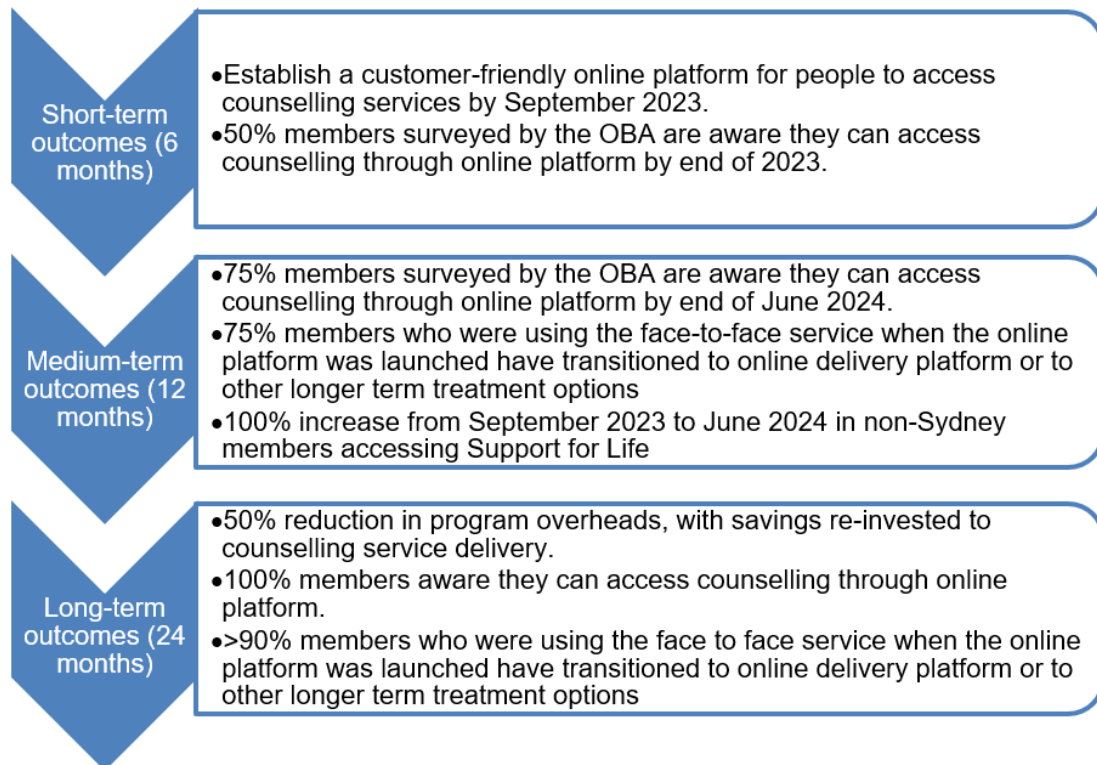 Short-term
outcomes (6
months)
•Establish a customer-friendly online platform for people to access
counselling services by September 2023.
•50% members surveyed by the OBA are aware they can access
counselling through online platform by end of 2023.
Medium-term
outcomes (12
months)
•75% members surveyed by the OBA are aware they can access
counselling through online platform by end of June 2024.
•75% members who were using the face-to-face service when the online
platform was launched have transitioned to online delivery platform or to
other longer term treatment options
•100% increase from September 2023 to June 2024 in non-Sydney
members accessing Support for Life
Long-term
outcomes (24
months)
•50% reduction in program overheads, with savings re-invested to
counselling service delivery.
•100% members aware they can access counselling through online
platform.
•>90% members who were using the face to face service when the online
platform was launched have transitioned to online delivery platform or to
other longer term treatment options